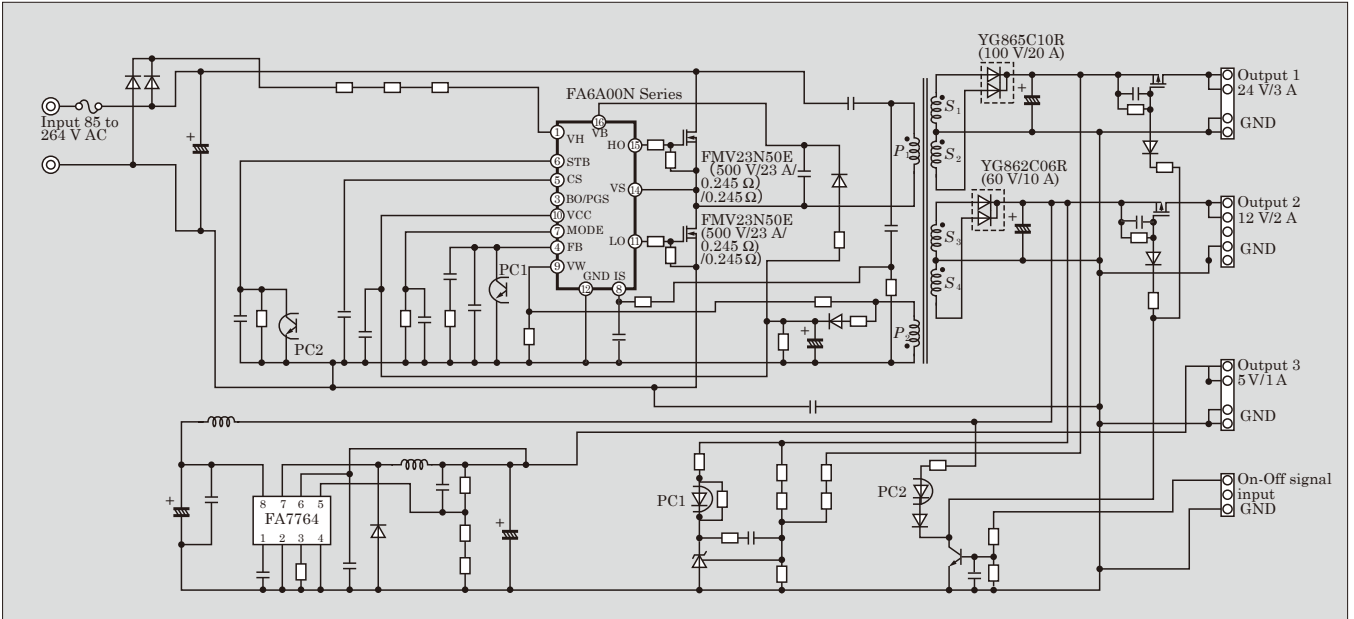 YG865C10R
(100 V/20 A)
Input 85 to
264 V AC
+
FA6A00N Series
1
VH
16
VB
HO
15
6
STB
5
CS
3
BO/PGS
10
VCC
7
MODE
4
FB
9
VW
VS
14
LO
11
GND IS
12
8
FMV23N50E
(500 V/23 A/
0.245 Ω)
/0.245 Ω)
FMV23N50E
(500 V/23 A/
0.245 Ω)
/0.245 Ω)
P1
P2
S1
S2
S3
S4
+
YG862C06R
(60 V/10 A)
+
Output 1
24 V/3 A
GND
Output 2
12 V/2 A
GND
PC1
PC2
+
Output 3
5 V/1 A
GND
+
8 7 6 5
FA7764
1 2 3 4
+
PC1
PC2
On-Off signal
input
GND